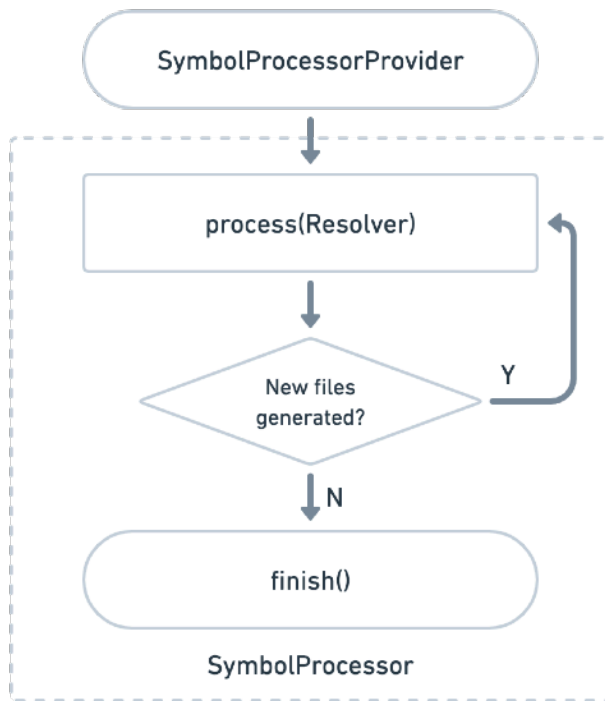 SymbolProcessorProvider
process(Resolver)
New files
generated?
Y
N
finish()
SymbolProcessor